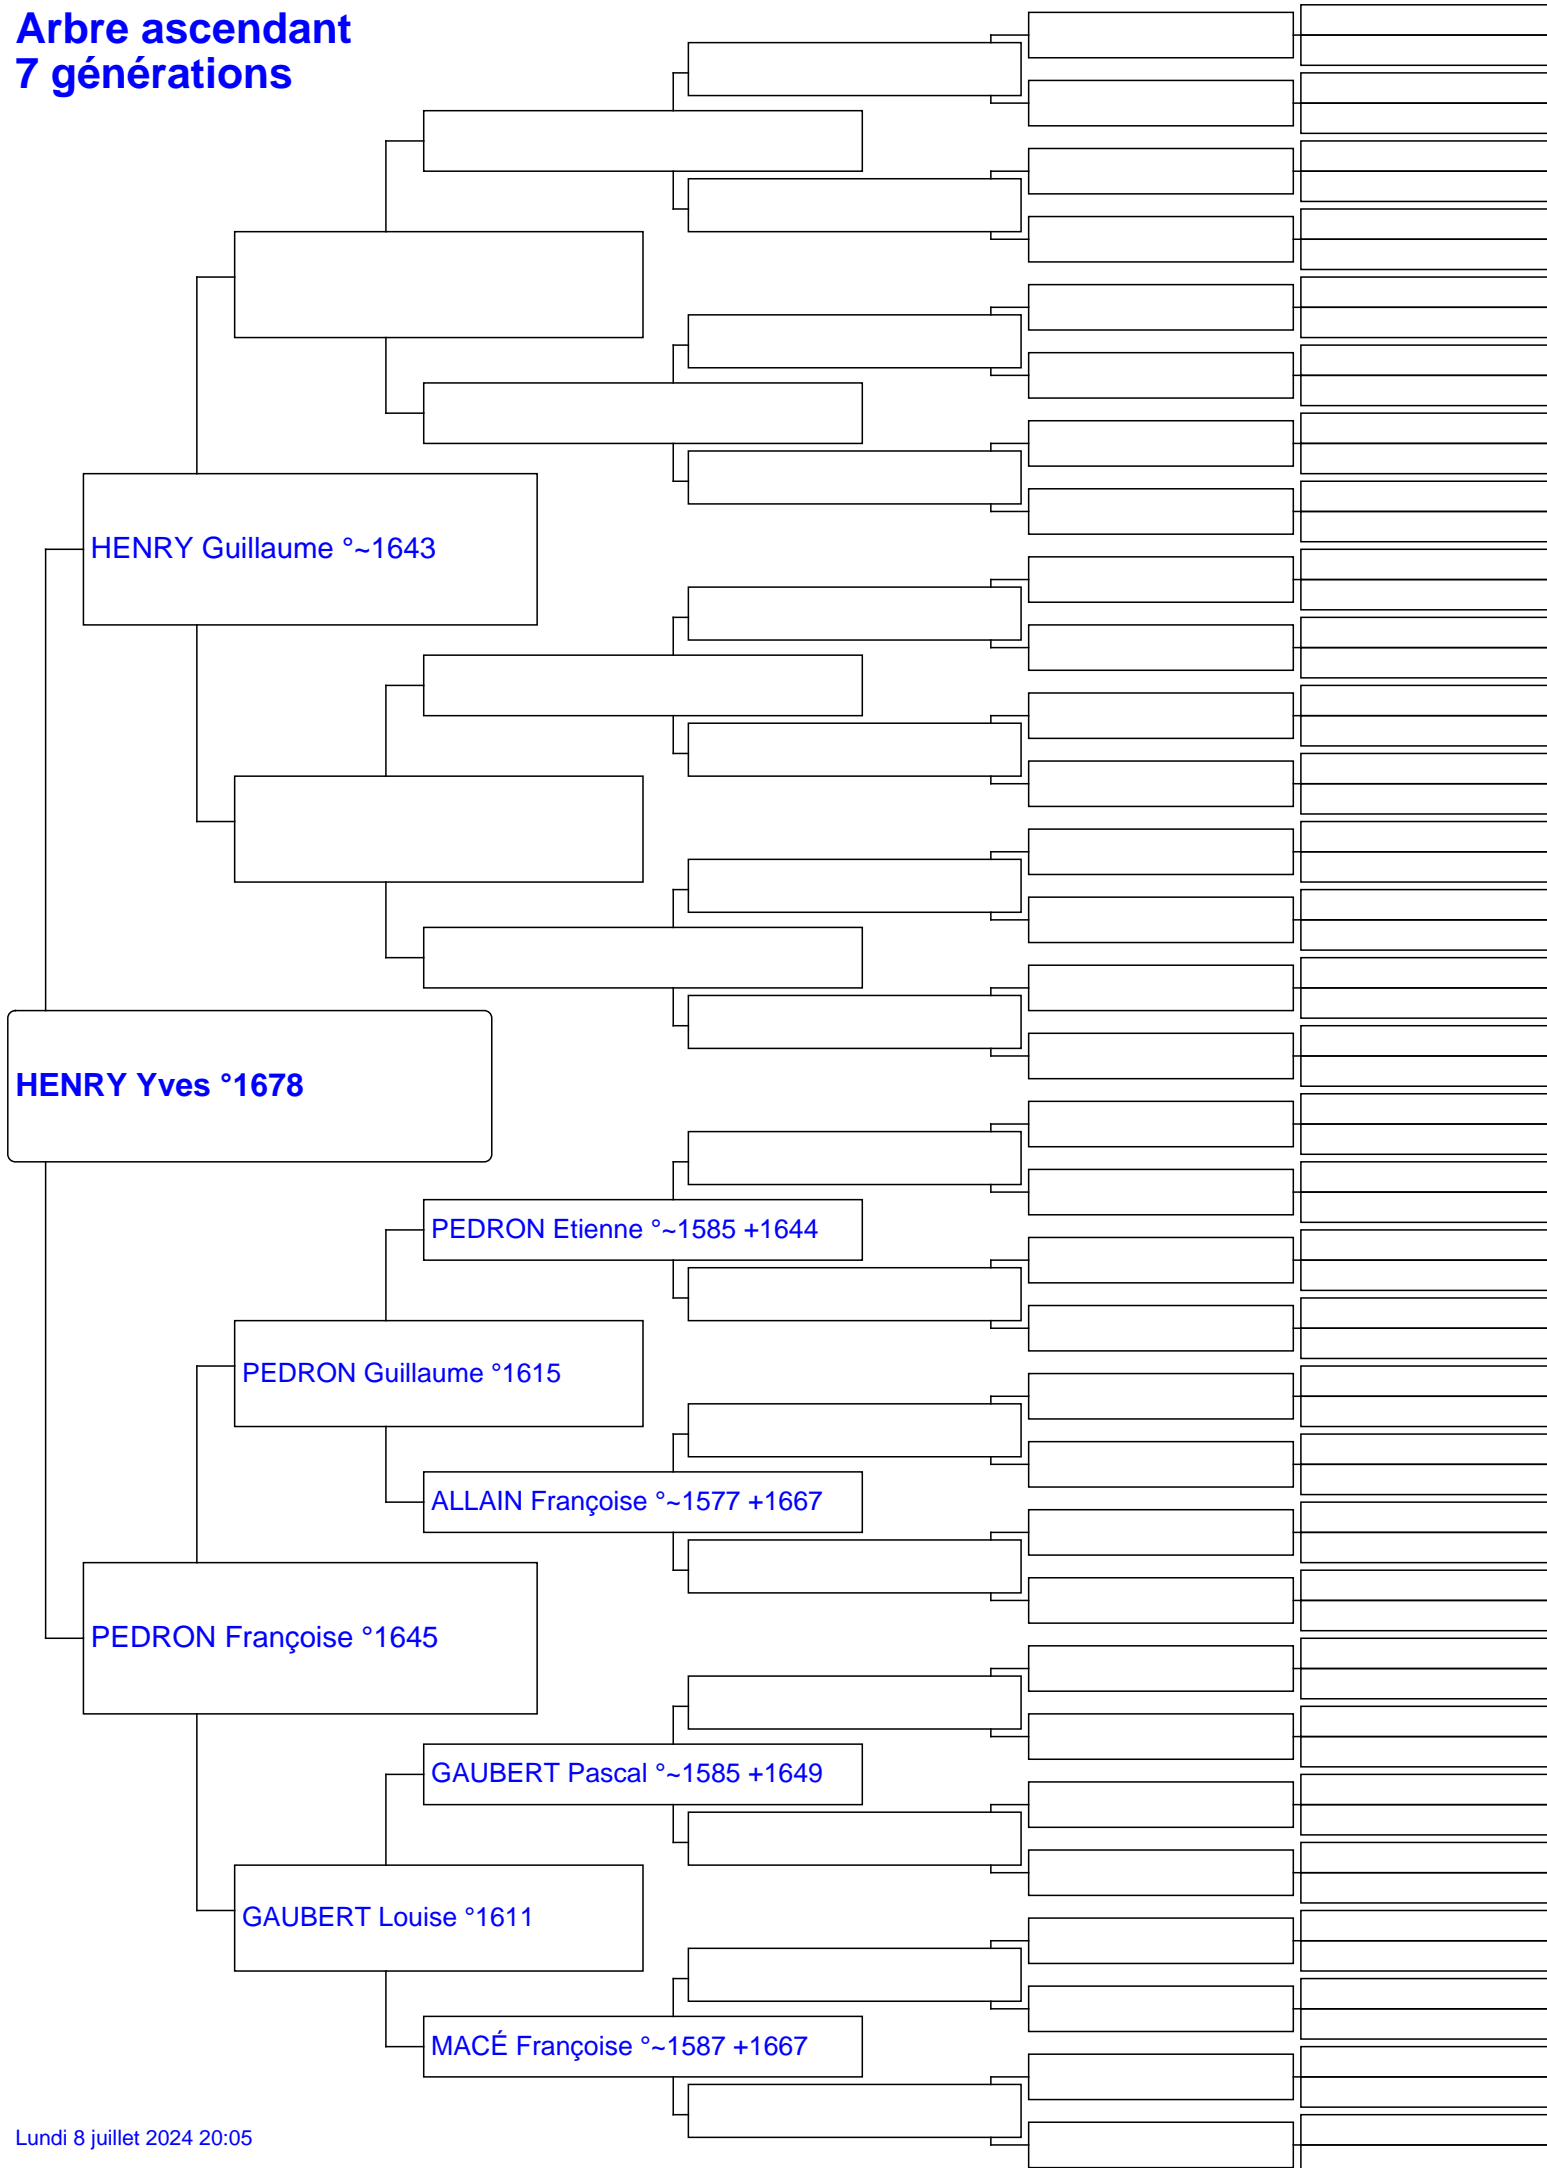 Arbre ascendant
7 générations
HENRY Guillaume °~1643
HENRY Yves °1678
PEDRON Etienne °~1585 +1644
PEDRON Guillaume °1615
ALLAIN Françoise °~1577 +1667
PEDRON Françoise °1645
GAUBERT Pascal °~1585 +1649
GAUBERT Louise °1611
MACÉ Françoise °~1587 +1667
Lundi 8 juillet 2024 20:05